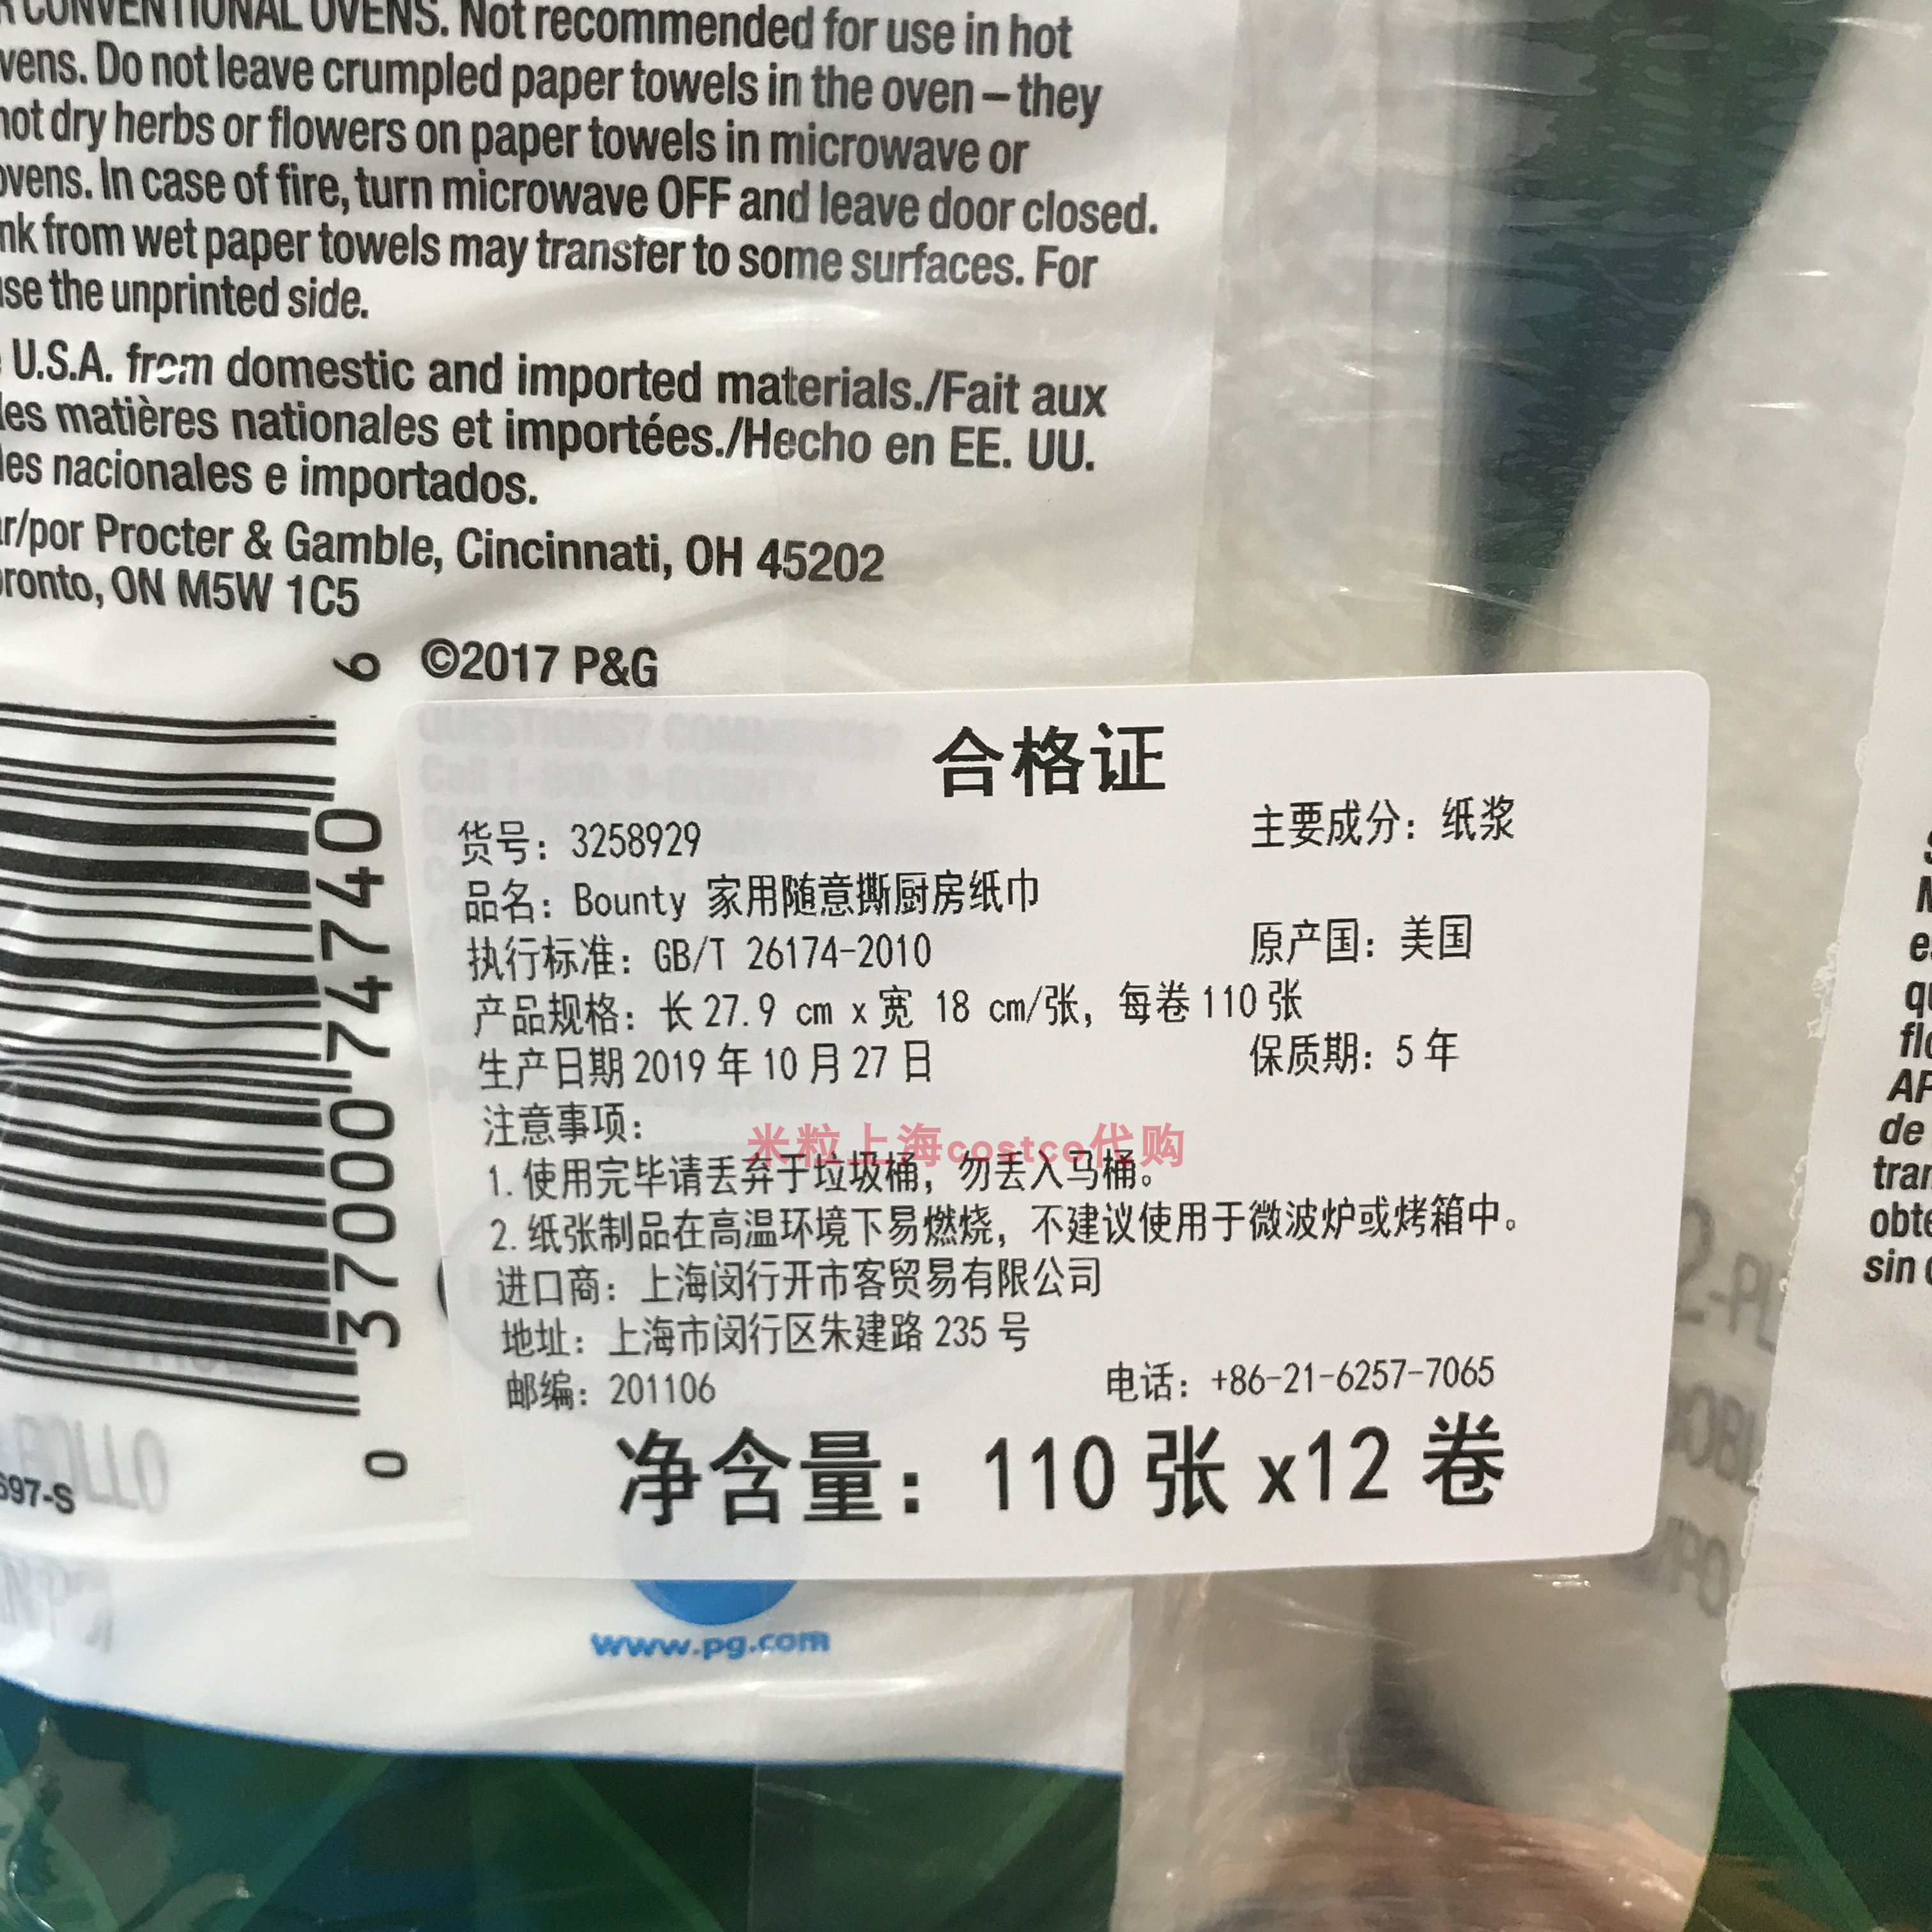 CONVENTIONAL OVENS. Not recommended for use in hot
vens. Do not leave crumpled paper towels in the oven – they
not dry herbs or flowers on paper towels in microwave or
ovens. In case of fire, turn microwave OFF and leave door closed.
nk from wet paper towels may transfer to some surfaces. For
use the unprinted side.
U.S.A. from domestic and imported materials./Fait aux
les matières nationales et importées./Hecho en EE. UU.
les nacionales e importados.
ar/por Procter & Gamble, Cincinnati, OH 45202
oronto, ON M5W 1C5
©2017 P&G
0 37000 74740 6
QUESTIONS? COMMENTS?
合格证
货号：3258929
主要成分：纸浆
品名：Bounty 家用随意撕厨房纸巾
执行标准：GB/T 26174-2010
原产国：美国
产品规格：长 27.9 cm x 宽 18 cm/张，每卷 110 张
生产日期 2019 年 10 月 27 日
保质期：5 年
注意事项：
米粒上海costco代购
1. 使用完毕请丢弃于垃圾桶，勿丢入马桶。
2. 纸张制品在高温环境下易燃烧，不建议使用于微波炉或烤箱中。
进口商：上海闵行开市客贸易有限公司
地址：上海市闵行区朱建路 235 号
邮编：201106
电话：+86-21-6257-7065
净含量：110 张 x12 卷
697-S
www.pg.com
de
tran
obte
sin